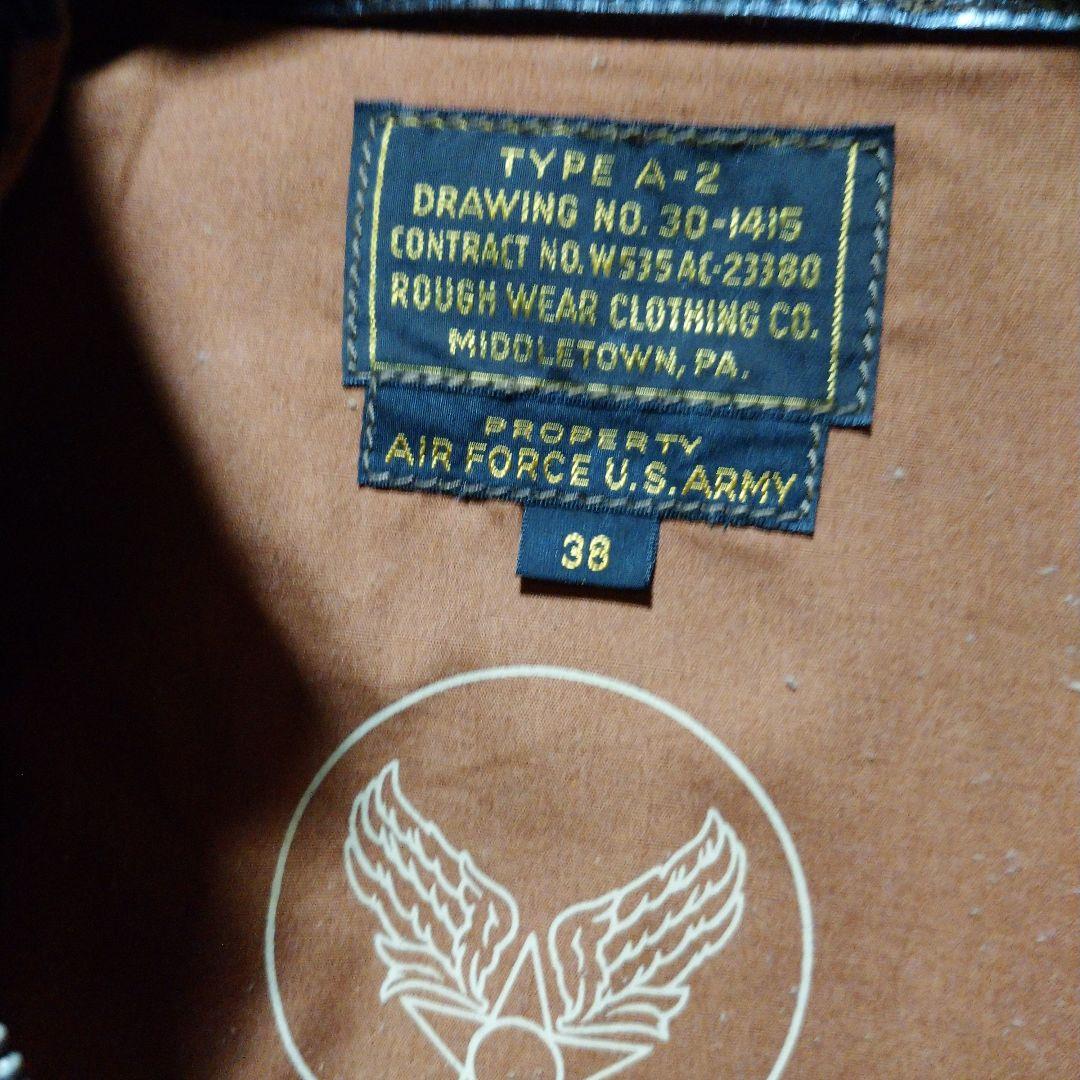 TYPE A-2
DRAWING NO. 30-1415
CONTRACT NO. W535 AC-23380
ROUGH WEAR CLOTHING CO.
MIDDLETOWN, PA.
PROPERTY
AIR FORCE U.S. ARMY
38